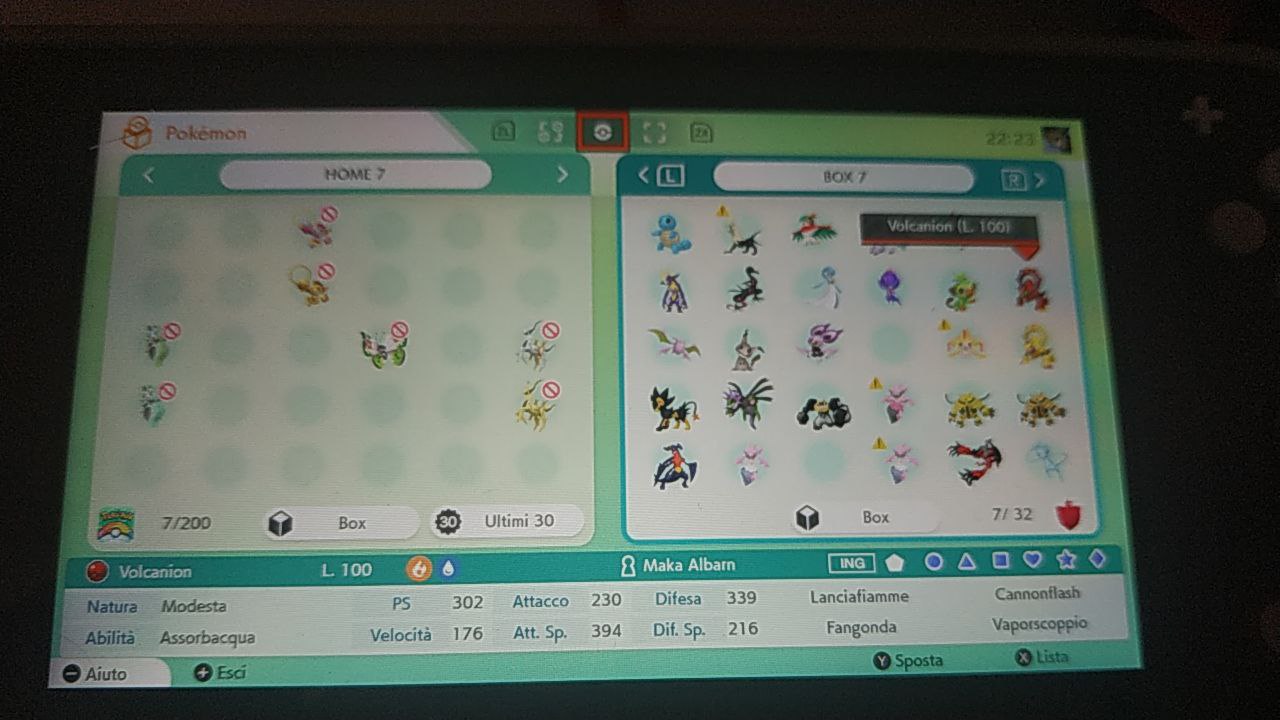 Pokémon
ZL
ZR
22:23
HOME 7
L
BOX 7
R
Volcanion (L. 100)
7/200
Box
30
Ultimi 30
Box
7/ 32
Volcanion
L. 100
Maka Albarn
ING
Natura Modesta
PS 302
Attacco 230
Difesa 339
Lanciafiamme
Cannonflash
Abilità Assorbacqua
Velocità 176
Att. Sp. 394
Dif. Sp. 216
Fangonda
Vaporscoppio
Aiuto
Esci
Y Sposta
X Lista